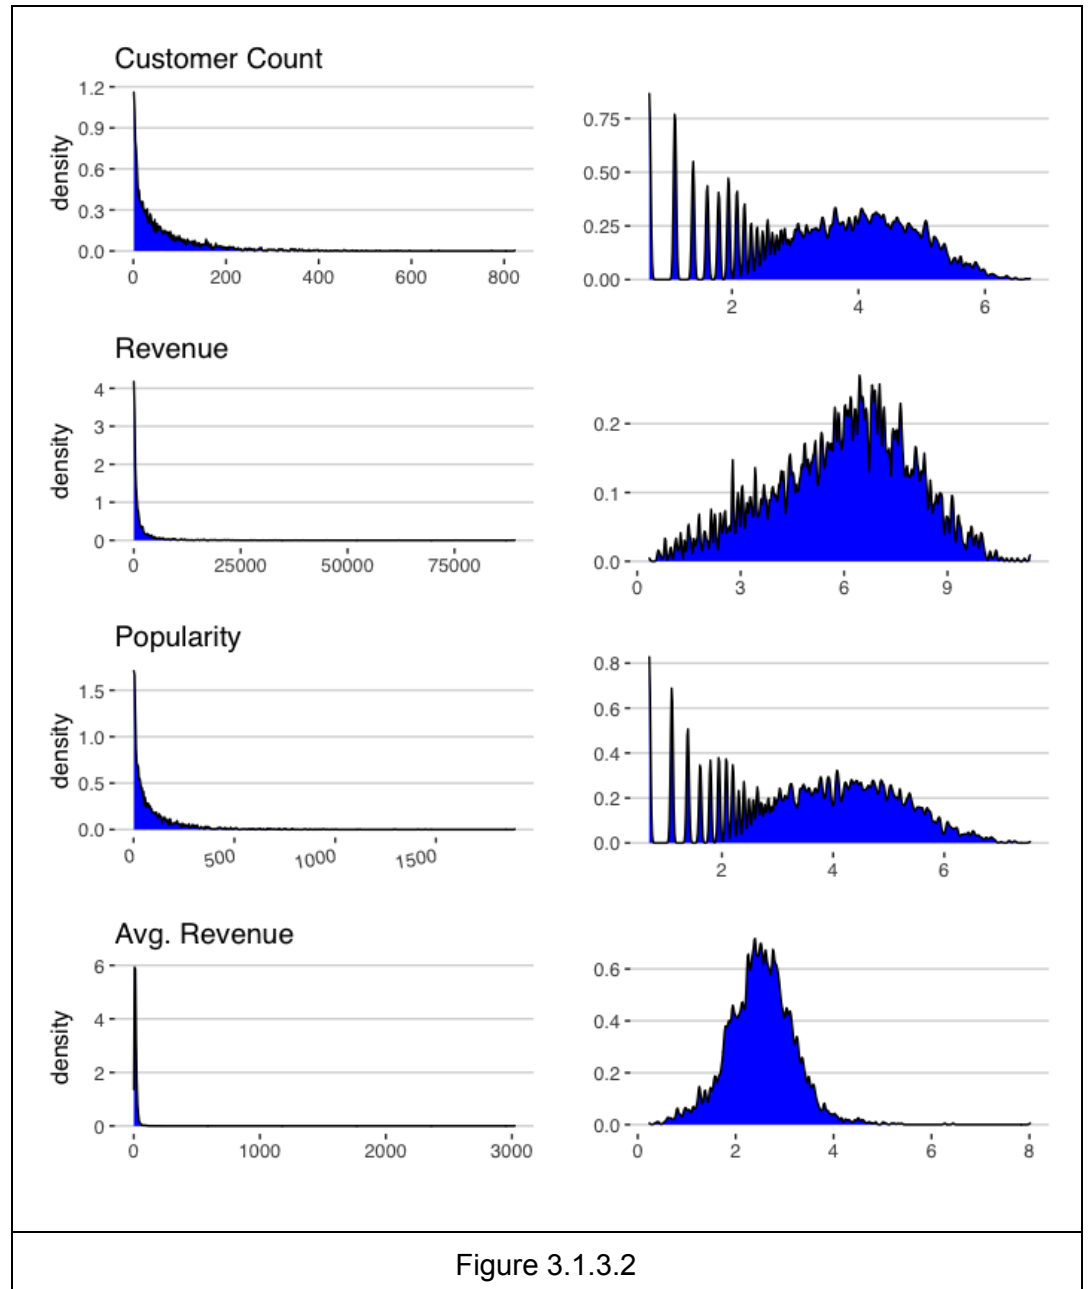 Customer Count
density
1.2
0.9
0.6
0.3
0.0
0 200 400 600 800
0.75
0.50
0.25
0.00
2 4 6
Revenue
density
4
3
2
1
0
0 25000 50000 75000
0.2
0.1
0.0
0 3 6 9
Popularity
density
1.5
1.0
0.5
0.0
0 500 1000 1500
0.8
0.6
0.4
0.2
0.0
2 4 6
Avg. Revenue
density
6
4
2
0
0 1000 2000 3000
0.6
0.4
0.2
0.0
0 2 4 6 8
Figure 3.1.3.2